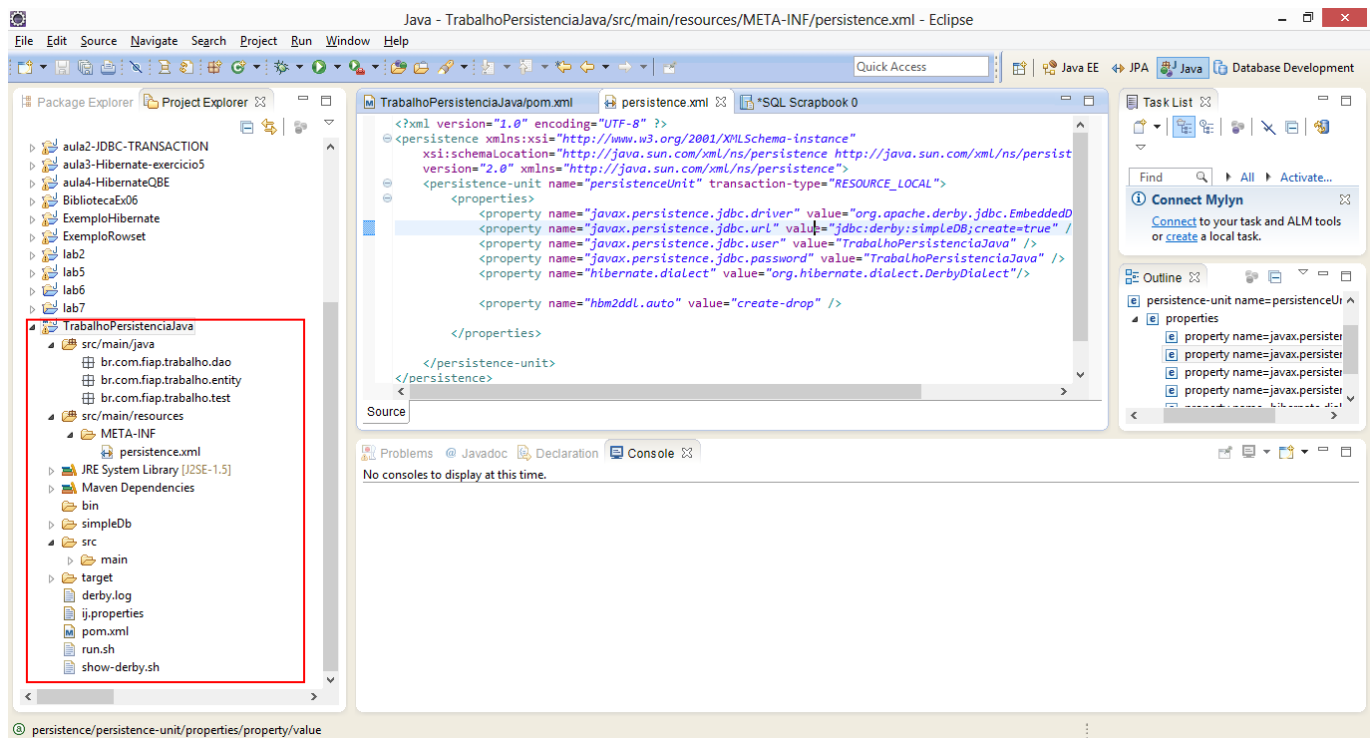 Java - TrabalhoPersistenciaJava/src/main/resources/META-INF/persistence.xml - Eclipse
File Edit Source Navigate Search Project Run Window Help
Quick Access
Java EE
JPA
Java
Database Development
Package Explorer
Project Explorer
aula2-JDBC-TRANSACTION
aula3-Hibernate-exercicio5
aula4-HibernateQBE
BibliotecaEx06
ExemploHibernate
ExemploRowset
lab2
lab5
lab6
lab7
TrabalhoPersistenciaJava
src/main/java
br.com.fiap.trabalho.dao
br.com.fiap.trabalho.entity
br.com.fiap.trabalho.test
src/main/resources
META-INF
persistence.xml
JRE System Library [J2SE-1.5]
Maven Dependencies
bin
simpleDb
src
main
target
derby.log
ij.properties
pom.xml
run.sh
show-derby.sh
TrabalhoPersistenciaJava/pom.xml
persistence.xml
*SQL Scrapbook 0
<?xml version="1.0" encoding="UTF-8" ?>
<persistence xmlns:xsi="http://www.w3.org/2001/XMLSchema-instance"
xsi:schemaLocation="http://java.sun.com/xml/ns/persistence http://java.sun.com/xml/ns/persist
version="2.0" xmlns="http://java.sun.com/xml/ns/persistence">
<persistence-unit name="persistenceUnit" transaction-type="RESOURCE_LOCAL">
<properties>
<property name="javax.persistence.jdbc.driver" value="org.apache.derby.jdbc.EmbeddedD
<property name="javax.persistence.jdbc.url" value="jdbc:derby:simpleDB;create=true" /
<property name="javax.persistence.jdbc.user" value="TrabalhoPersistenciaJava" />
<property name="javax.persistence.jdbc.password" value="TrabalhoPersistenciaJava" />
<property name="hibernate.dialect" value="org.hibernate.dialect.DerbyDialect"/>
<property name="hbm2ddl.auto" value="create-drop" />
</properties>
</persistence-unit>
</persistence>
Source
Problems @ Javadoc Declaration Console
No consoles to display at this time.
Task List
Find All Activate...
Connect Mylyn
Connect to your task and ALM tools
or create a local task.
Outline
persistence-unit name=persistenceUr
properties
property name=javax.persister
property name=javax.persister
property name=javax.persister
property name=javax.persister
persistence/persistence-unit/properties/property/value